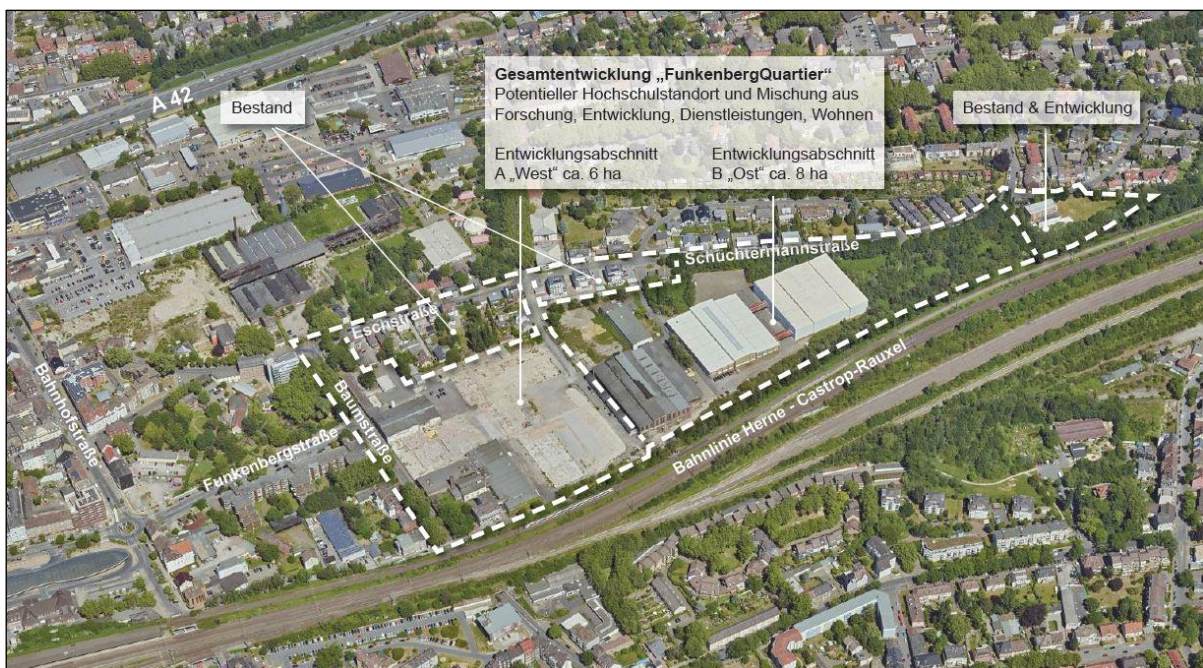 A 42
Bestand
Gesamtentwicklung „FunkenbergQuartier“
Potentieller Hochschulstandort und Mischung aus
Forschung, Entwicklung, Dienstleistungen, Wohnen
Entwicklungsabschnitt
A „West“ ca. 6 ha
Entwicklungsabschnitt
B „Ost“ ca. 8 ha
Bestand & Entwicklung
Schüchtermannstraße
Eschstraße
Bahnhofstraße
Baumstraße
Funkenbergstraße
Bahnlinie Herne - Castrop-Rauxel